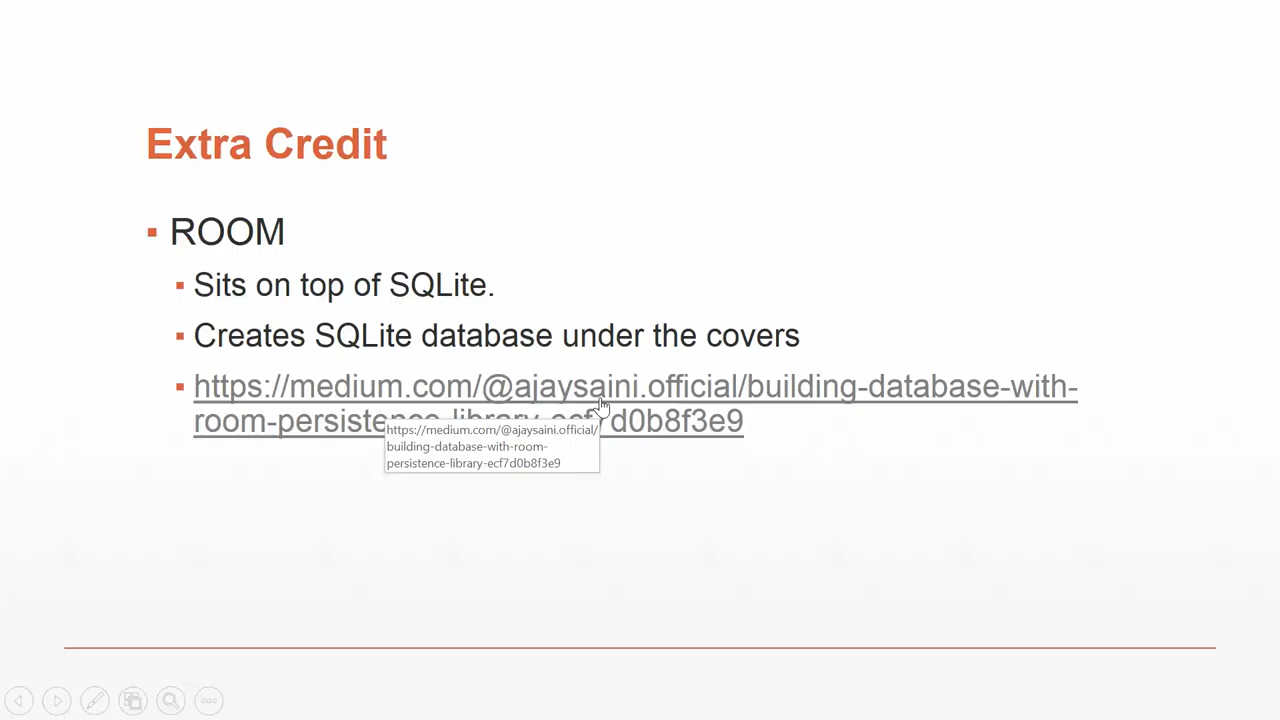 Extra Credit
ROOM
Sits on top of SQLite.
Creates SQLite database under the covers
https://medium.com/@ajaysaini.official/building-database-with-
room-persistence-library-ecf7d0b8f3e9
https://medium.com/@ajaysaini.official/
building-database-with-room-
persistence-library-ecf7d0b8f3e9